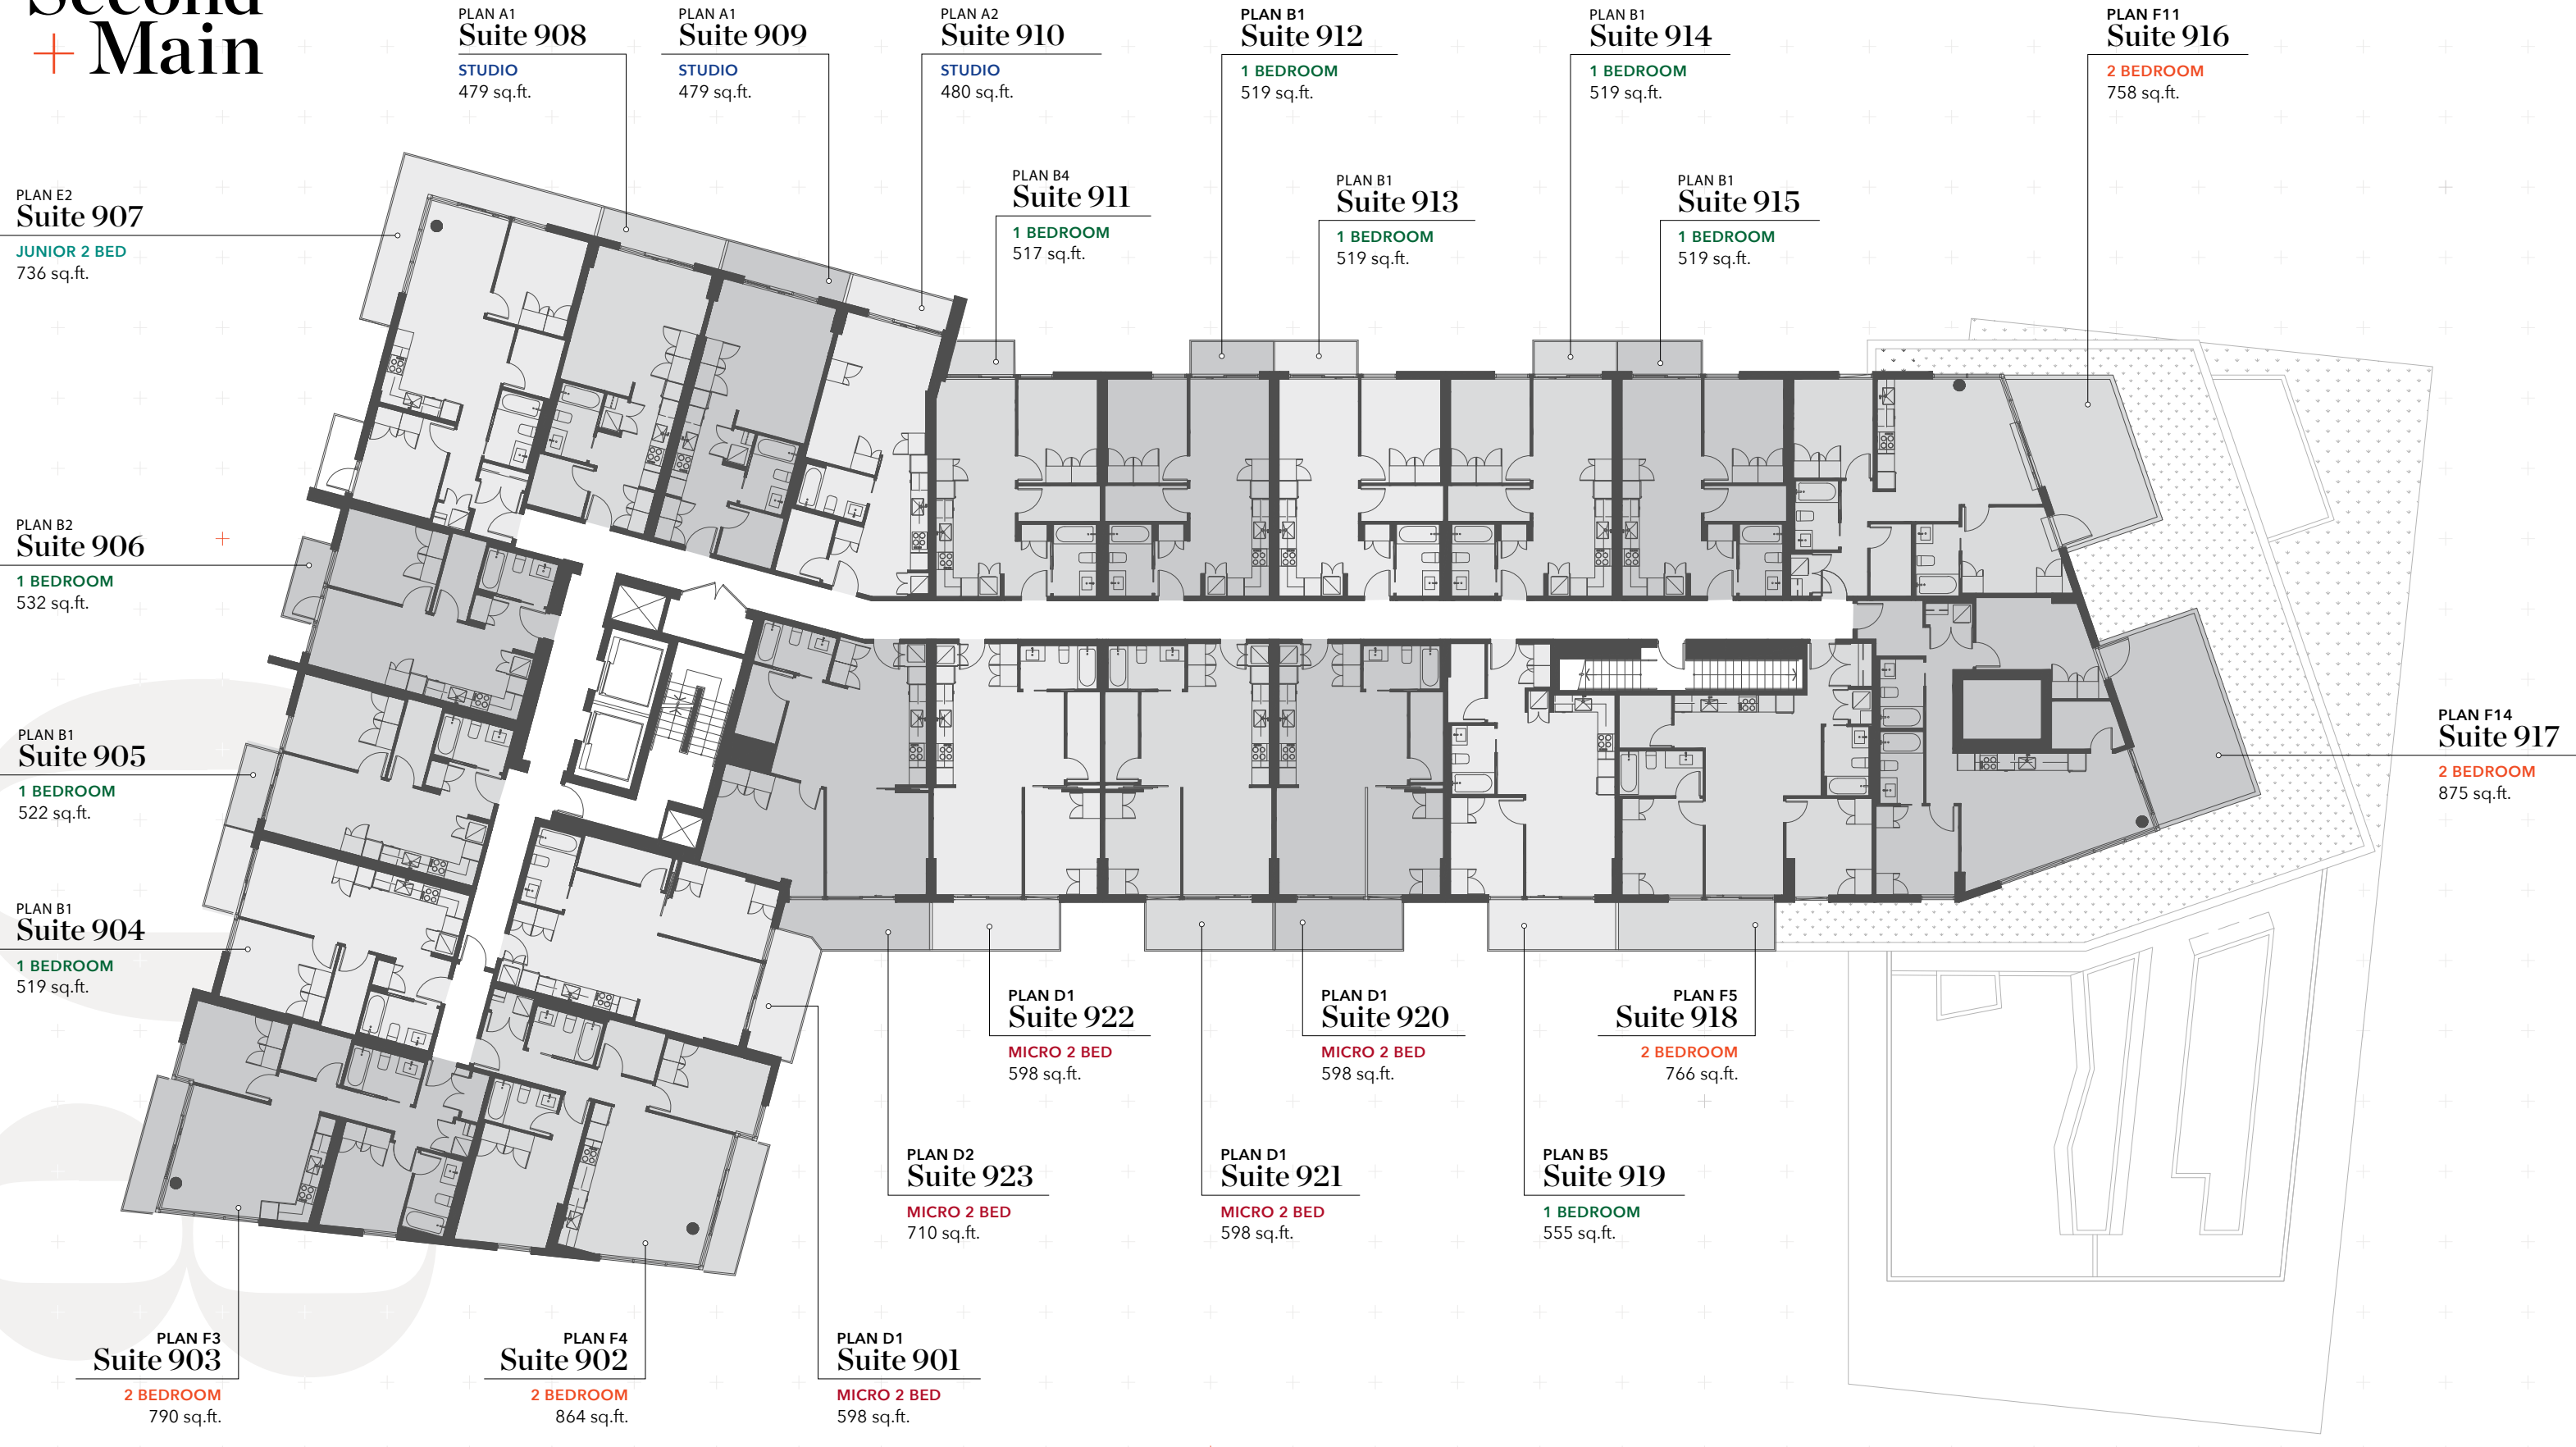 Second
+ Main
PLAN A1
Suite 908
STUDIO
479 sq.ft.
PLAN A1
Suite 909
STUDIO
479 sq.ft.
PLAN A2
Suite 910
STUDIO
480 sq.ft.
PLAN B1
Suite 912
1 BEDROOM
519 sq.ft.
PLAN B1
Suite 914
1 BEDROOM
519 sq.ft.
PLAN F11
Suite 916
2 BEDROOM
758 sq.ft.
PLAN B4
Suite 911
1 BEDROOM
517 sq.ft.
PLAN B1
Suite 913
1 BEDROOM
519 sq.ft.
PLAN B1
Suite 915
1 BEDROOM
519 sq.ft.
PLAN E2
Suite 907
JUNIOR 2 BED
736 sq.ft.
PLAN B2
Suite 906
1 BEDROOM
532 sq.ft.
PLAN B1
Suite 905
1 BEDROOM
522 sq.ft.
PLAN F14
Suite 917
2 BEDROOM
875 sq.ft.
PLAN B1
Suite 904
1 BEDROOM
519 sq.ft.
PLAN D1
Suite 922
MICRO 2 BED
598 sq.ft.
PLAN D1
Suite 920
MICRO 2 BED
598 sq.ft.
PLAN F5
Suite 918
2 BEDROOM
766 sq.ft.
PLAN D2
Suite 923
MICRO 2 BED
710 sq.ft.
PLAN D1
Suite 921
MICRO 2 BED
598 sq.ft.
PLAN B5
Suite 919
1 BEDROOM
555 sq.ft.
PLAN F3
Suite 903
2 BEDROOM
790 sq.ft.
PLAN F4
Suite 902
2 BEDROOM
864 sq.ft.
PLAN D1
Suite 901
MICRO 2 BED
598 sq.ft.